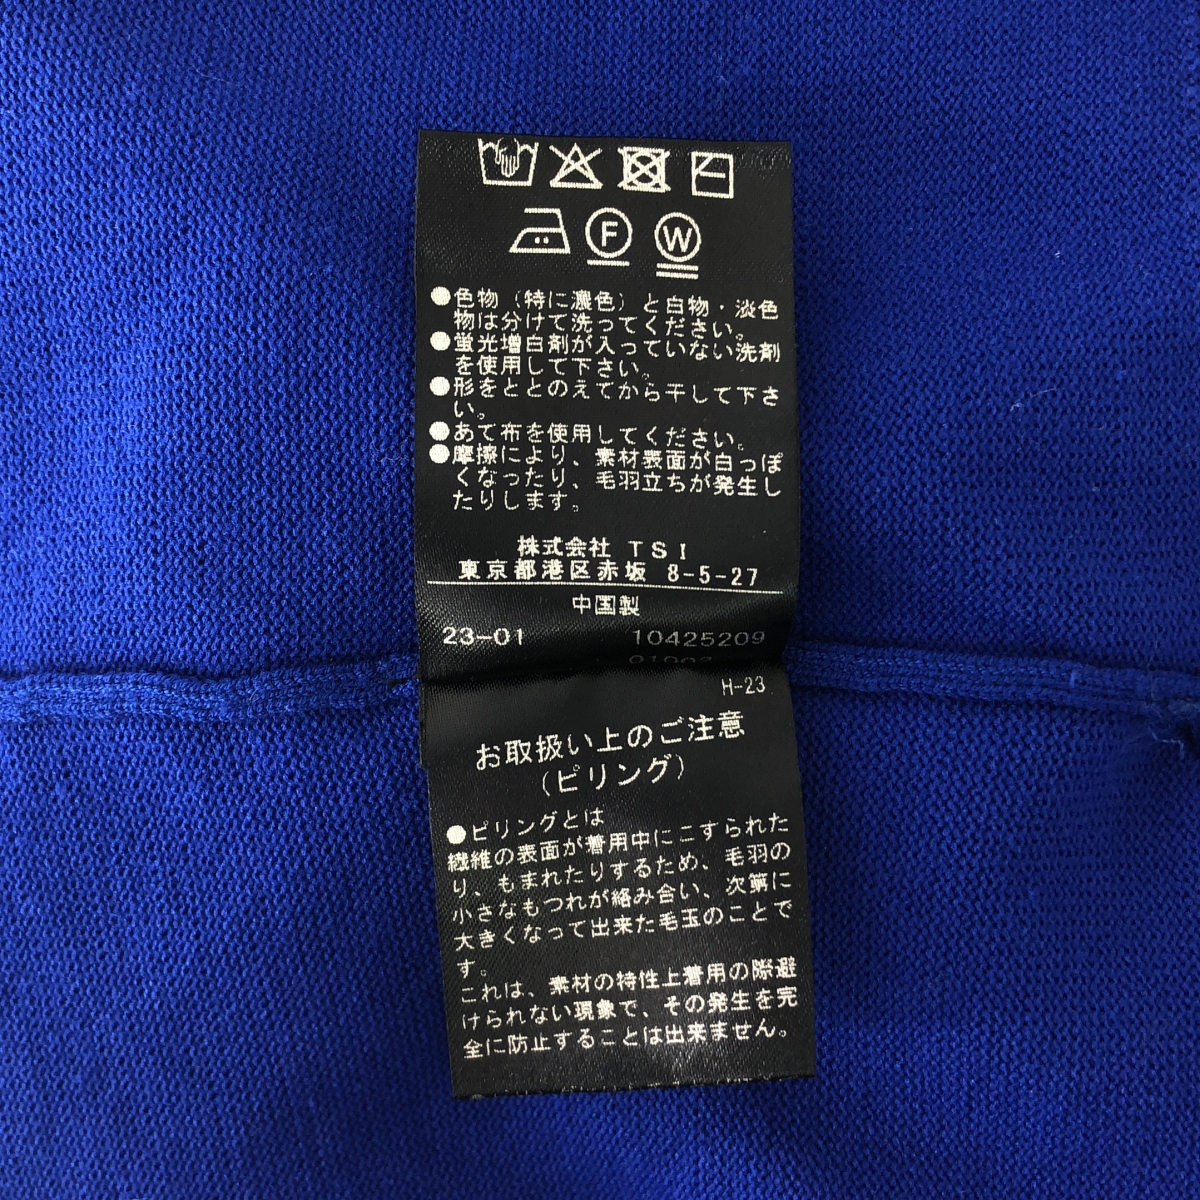 F W
●色物（特に濃色）と白物・淡色
物は分けて洗ってください。
●蛍光増白剤が入っていない洗剤
を使用して下さい。
●形をととのえてから干して下さ
い。
●あて布を使用してください。
●摩擦により、素材表面が白っぽ
くなったり、毛羽立ちが発生し
たりします。
株式会社 TSI
東京都港区赤坂 8-5-27
中国製
23-01 10425209
H-23
お取扱い上のご注意
(ピリング)
●ピリングとは
繊維の表面が着用中にこすられた
り、もまれたりするため、毛羽の
小さなもつれが絡み合い、次第に
大きくなって出来た毛玉のことで
す。
これは、素材の特性上着用の際避
けられない現象で、その発生を完
全に防止することは出来ません。